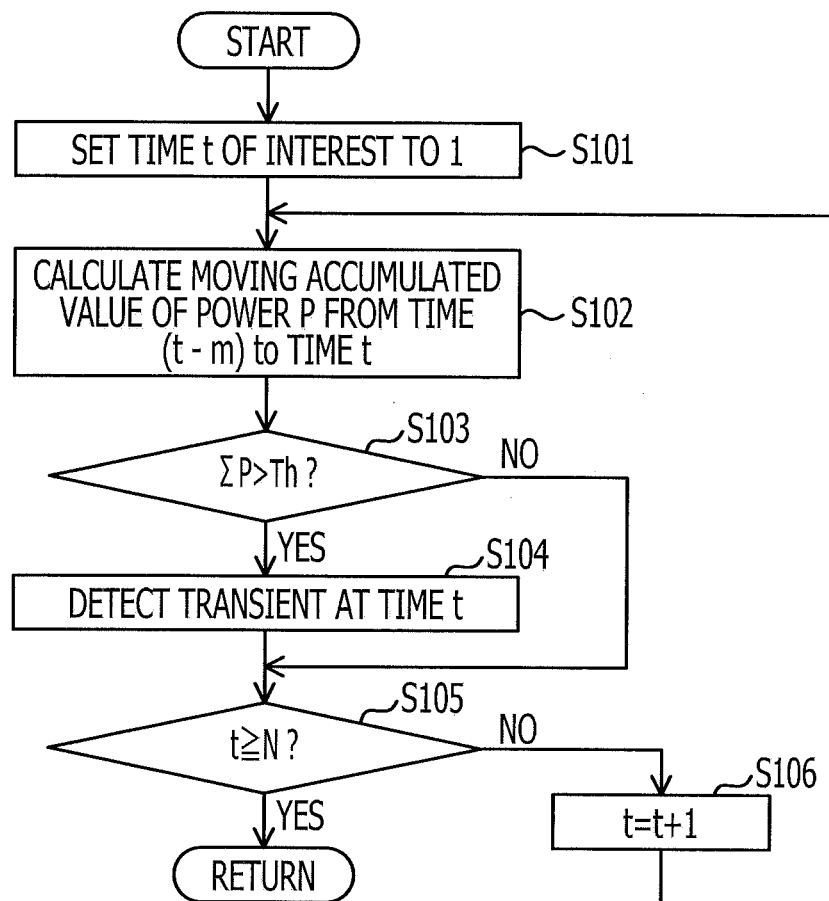 START
SET TIME t OF INTEREST TO 1
S101
CALCULATE MOVING ACCUMULATED
VALUE OF POWER P FROM TIME
(t - m) to TIME t
S102
S103
ΣP>Th ?
NO
YES
S104
DETECT TRANSIENT AT TIME t
S105
t≧N ?
NO
YES
S106
t=t+1
RETURN